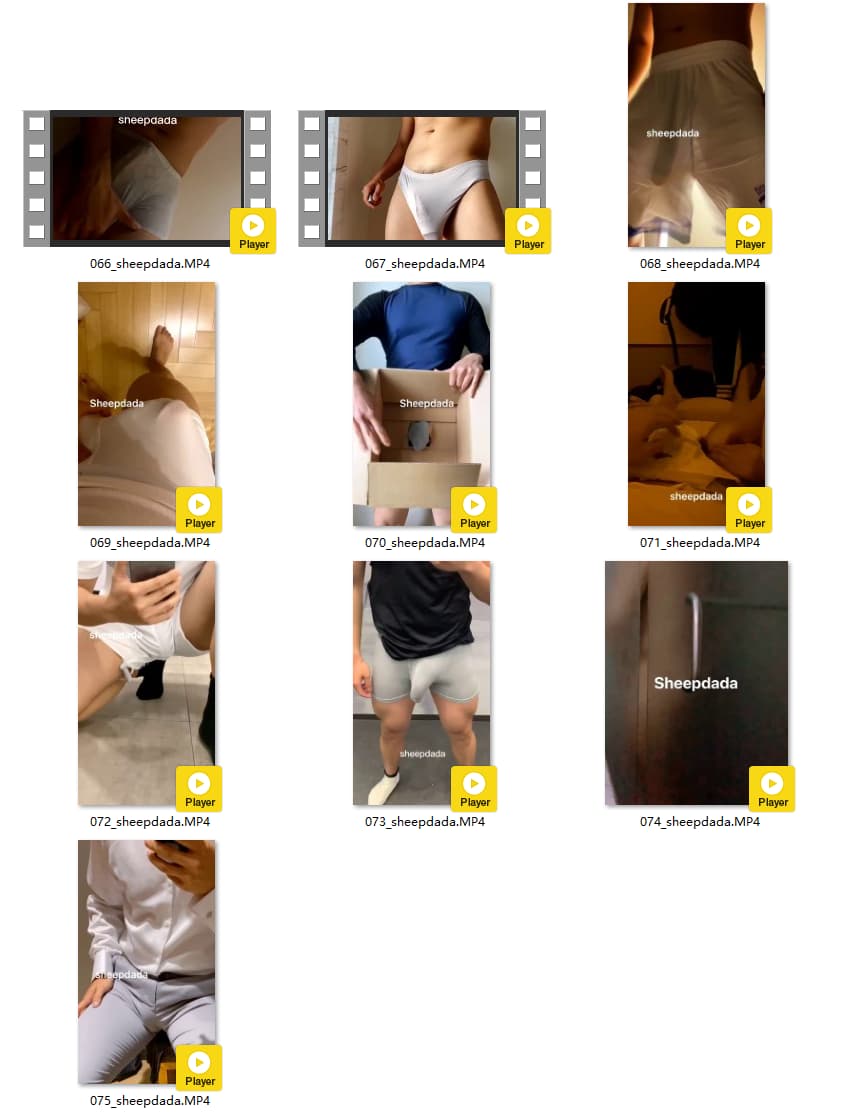 sheepdada
sheepdada
Player
Player
Player
066_sheepdada.MP4
067_sheepdada.MP4
068_sheepdada.MP4
Sheepdada
Sheepdada
sheepdada
Player
Player
Player
069_sheepdada.MP4
070_sheepdada.MP4
071_sheepdada.MP4
sheepdada
sheepdada
Sheepdada
Player
Player
Player
072_sheepdada.MP4
073_sheepdada.MP4
074_sheepdada.MP4
sheepdada
Player
075_sheepdada.MP4